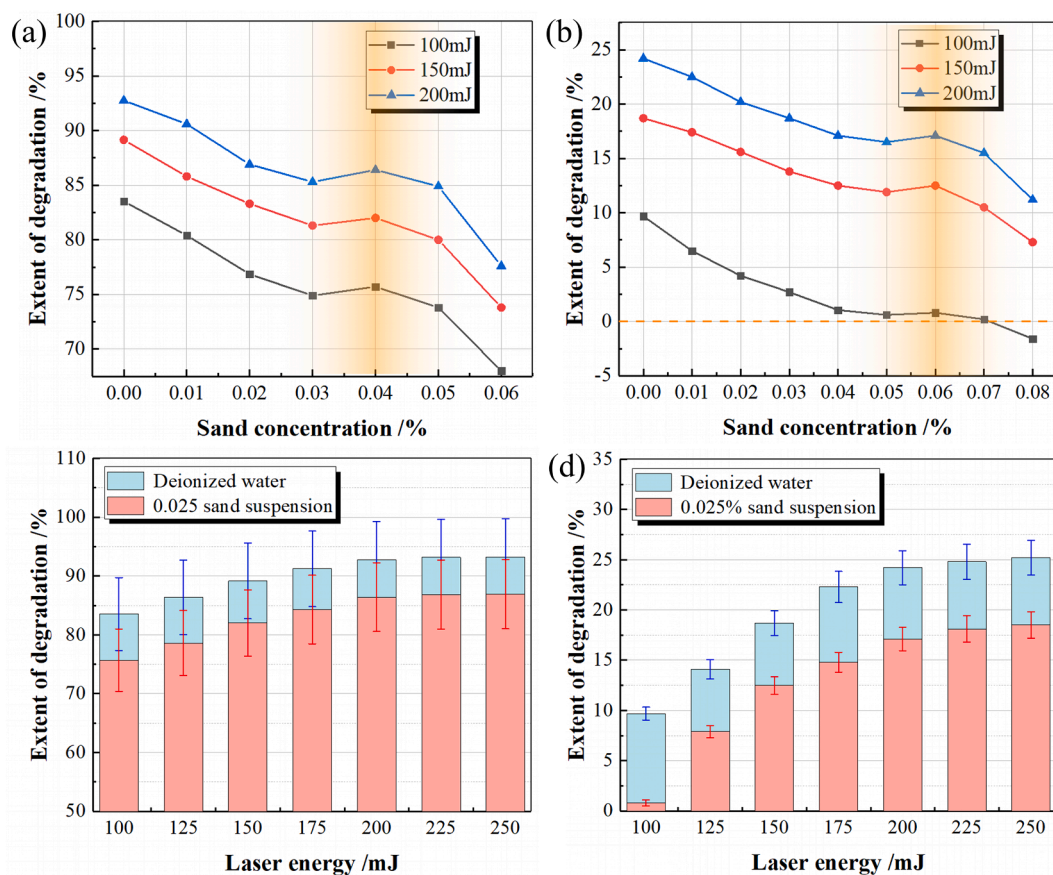 (a)
100
95
90
85
80
75
70
Extent of degradation /%
100mJ
150mJ
200mJ
0.00 0.01 0.02 0.03 0.04 0.05 0.06
Sand concentration /%
(b)
25
20
15
10
5
0
-5
Extent of degradation /%
100mJ
150mJ
200mJ
0.00 0.01 0.02 0.03 0.04 0.05 0.06 0.07 0.08
Sand concentration /%
110
100
90
80
70
60
50
Extent of degradation /%
Deionized water
0.025 sand suspension
100 125 150 175 200 225 250
Laser energy /mJ
(d)
35
30
25
20
15
10
5
0
Extent of degradation /%
Deionized water
0.025% sand suspension
100 125 150 175 200 225 250
Laser energy /mJ